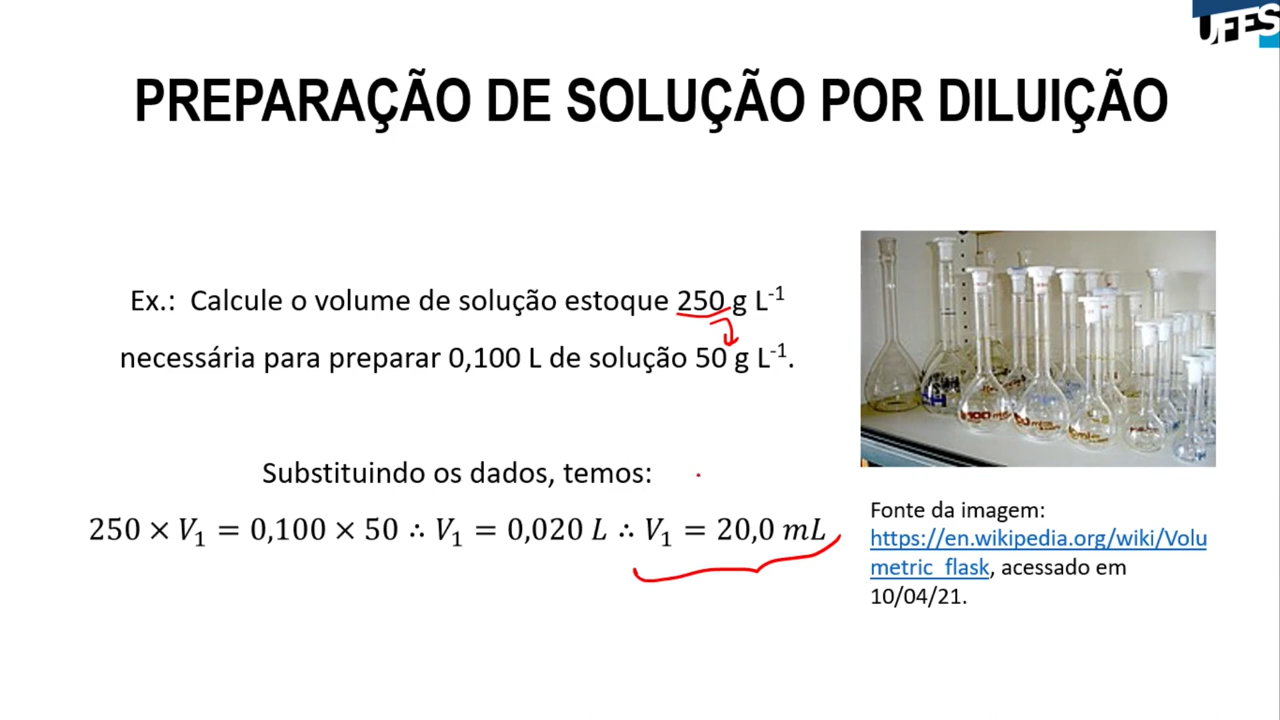 UFES
PREPARAÇÃO DE SOLUÇÃO POR DILUIÇÃO
Ex.: Calcule o volume de solução estoque 250 g L⁻¹
necessária para preparar 0,100 L de solução 50 g L⁻¹.
Substituindo os dados, temos:
250 × V₁ = 0,100 × 50 ∴ V₁ = 0,020 L ∴ V₁ = 20,0 mL
Fonte da imagem:
https://en.wikipedia.org/wiki/Volu
metric_flask, acessado em
10/04/21.